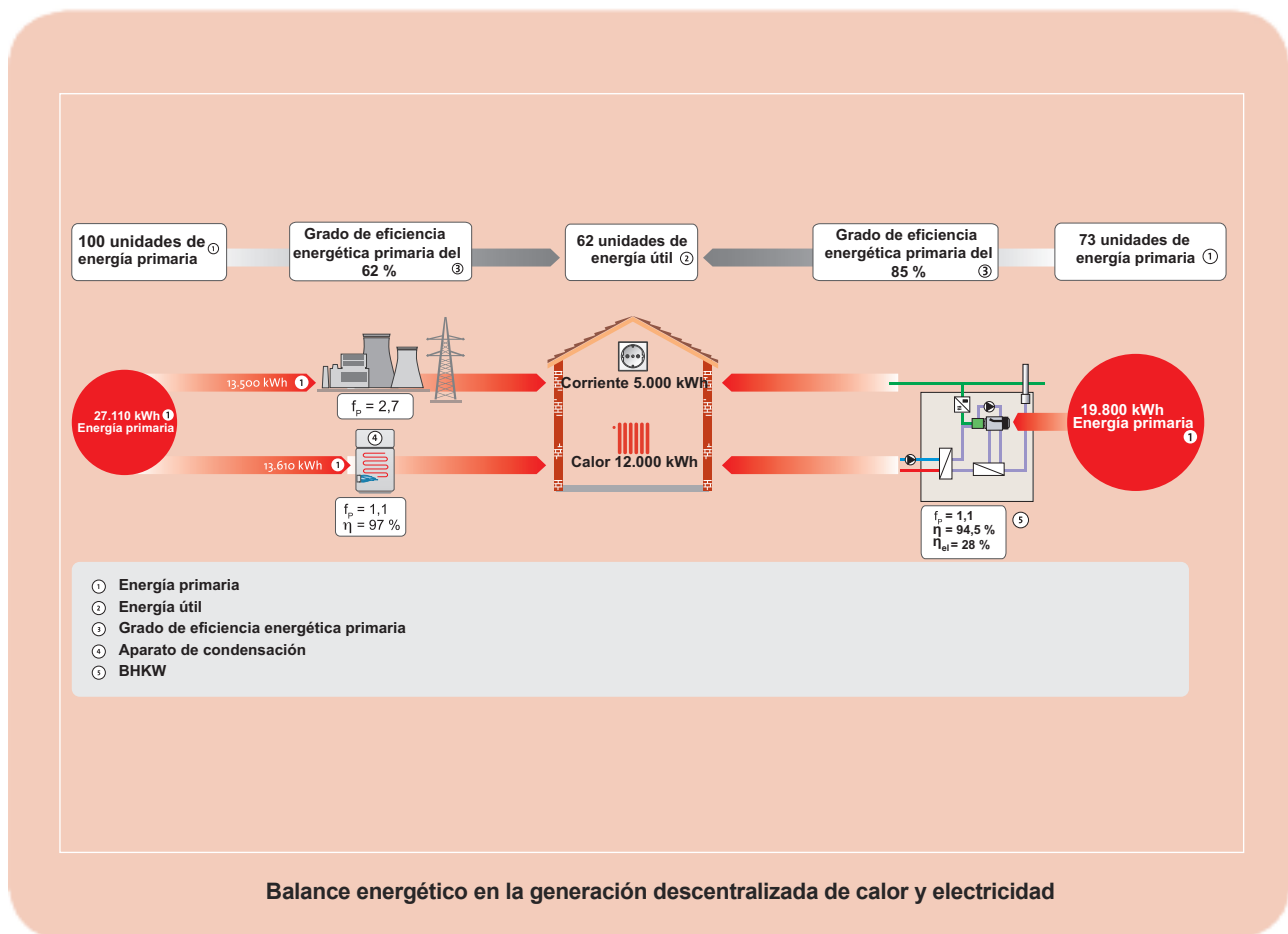 100 unidades de
energía primaria ①
Grado de eficiencia
energética primaria del
62 % ③
62 unidades de
energía útil ②
Grado de eficiencia
energética primaria del
85 % ③
73 unidades de
energía primaria ①
27.110 kWh ①
Energía primaria
13.500 kWh ①
fP = 2,7
13.610 kWh ①
④
fP = 1,1
η = 97 %
Corriente 5.000 kWh
Calor 12.000 kWh
19.800 kWh
Energía primaria
①
fP = 1,1
η = 94,5 %
ηel = 28 %
⑤
① Energía primaria
② Energía útil
③ Grado de eficiencia energética primaria
④ Aparato de condensación
⑤ BHKW
Balance energético en la generación descentralizada de calor y electricidad